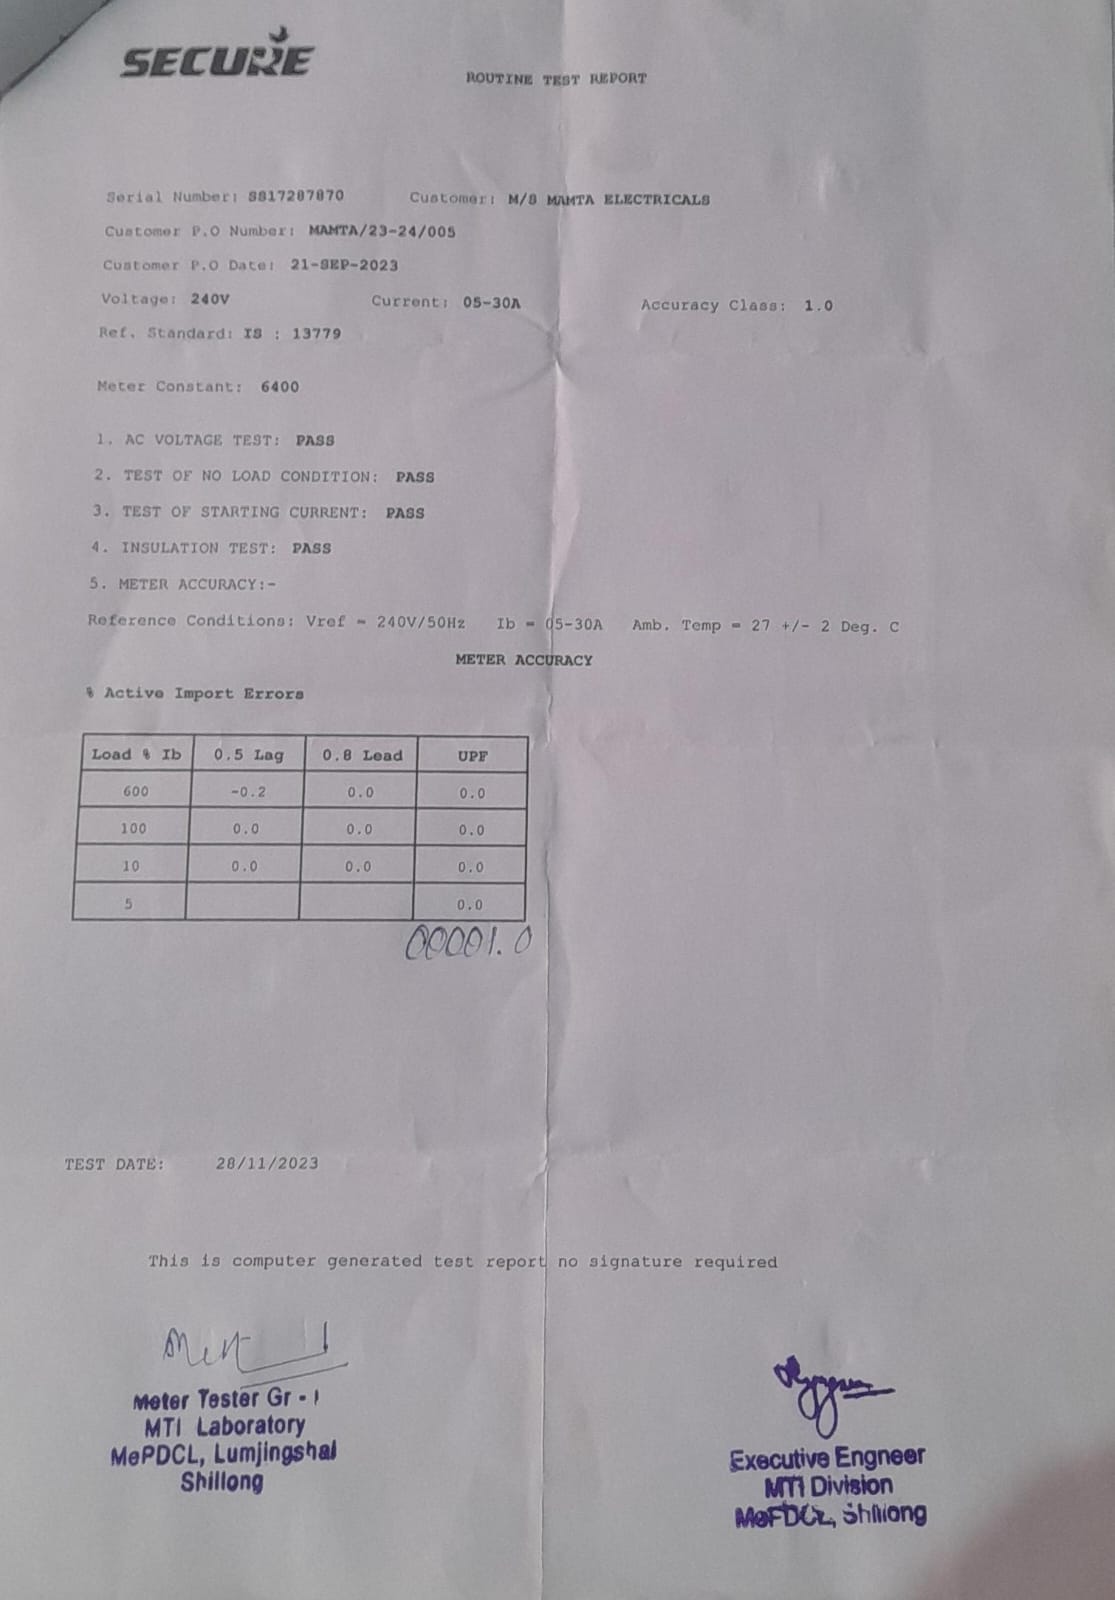 SECURE
ROUTINE TEST REPORT
Serial Number: SS17287870 Customer: M/S MAMTA ELECTRICALS
Customer P.O Number: MAMTA/23-24/005
Customer P.O Date: 21-SEP-2023
Voltage: 240V Current: 05-30A Accuracy Class: 1.0
Ref. Standard: IS : 13779
Meter Constant: 6400
1. AC VOLTAGE TEST: PASS
2. TEST OF NO LOAD CONDITION: PASS
3. TEST OF STARTING CURRENT: PASS
4. INSULATION TEST: PASS
5. METER ACCURACY:-
Reference Conditions: Vref = 240V/50Hz Ib = 05-30A Amb. Temp = 27 +/- 2 Deg. C
METER ACCURACY
% Active Import Errors
Load % Ib 0.5 Lag 0.8 Lead UPF
600 -0.2 0.0 0.0
100 0.0 0.0 0.0
10 0.0 0.0 0.0
5 0.0
00001.0
TEST DATE: 28/11/2023
This is computer generated test report no signature required
Meter Tester Gr - I
MTI Laboratory
MePDCL, Lumjingshai
Shillong
Executive Engneer
MTI Division
MePDCL, Shillong